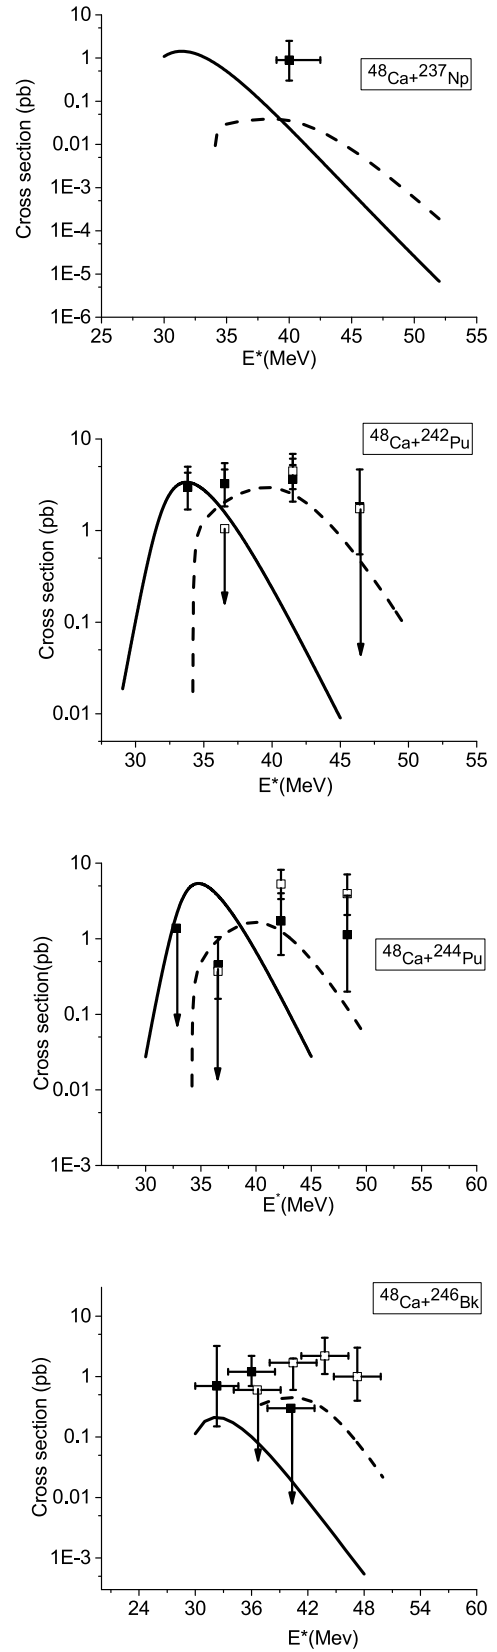 10
1
0.1
0.01
1E-3
1E-4
1E-5
1E-6
25 30 35 40 45 50 55
Cross section (pb)
E*(MeV)
48Ca+237Np
10
1
0.1
0.01
30 35 40 45 50 55
Cross section (pb)
E*(MeV)
48Ca+242Pu
10
1
0.1
0.01
1E-3
30 35 40 45 50 55 60
Cross section(pb)
E*(MeV)
48Ca+244Pu
10
1
0.1
0.01
1E-3
24 30 36 42 48 54 60
Cross section (pb)
E*(Mev)
48Ca+246Bk